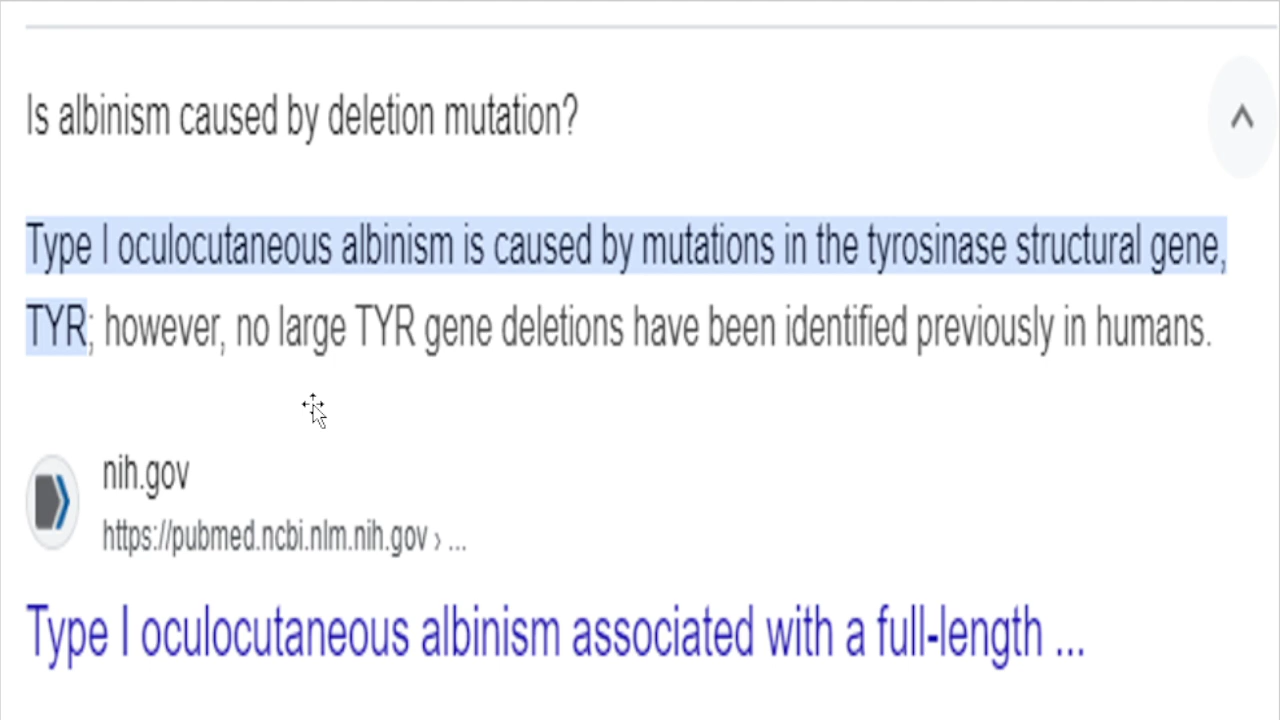 Is albinism caused by deletion mutation?
Type I oculocutaneous albinism is caused by mutations in the tyrosinase structural gene,
TYR; however, no large TYR gene deletions have been identified previously in humans.
nih.gov
https://pubmed.ncbi.nlm.nih.gov › ...
Type I oculocutaneous albinism associated with a full-length ...